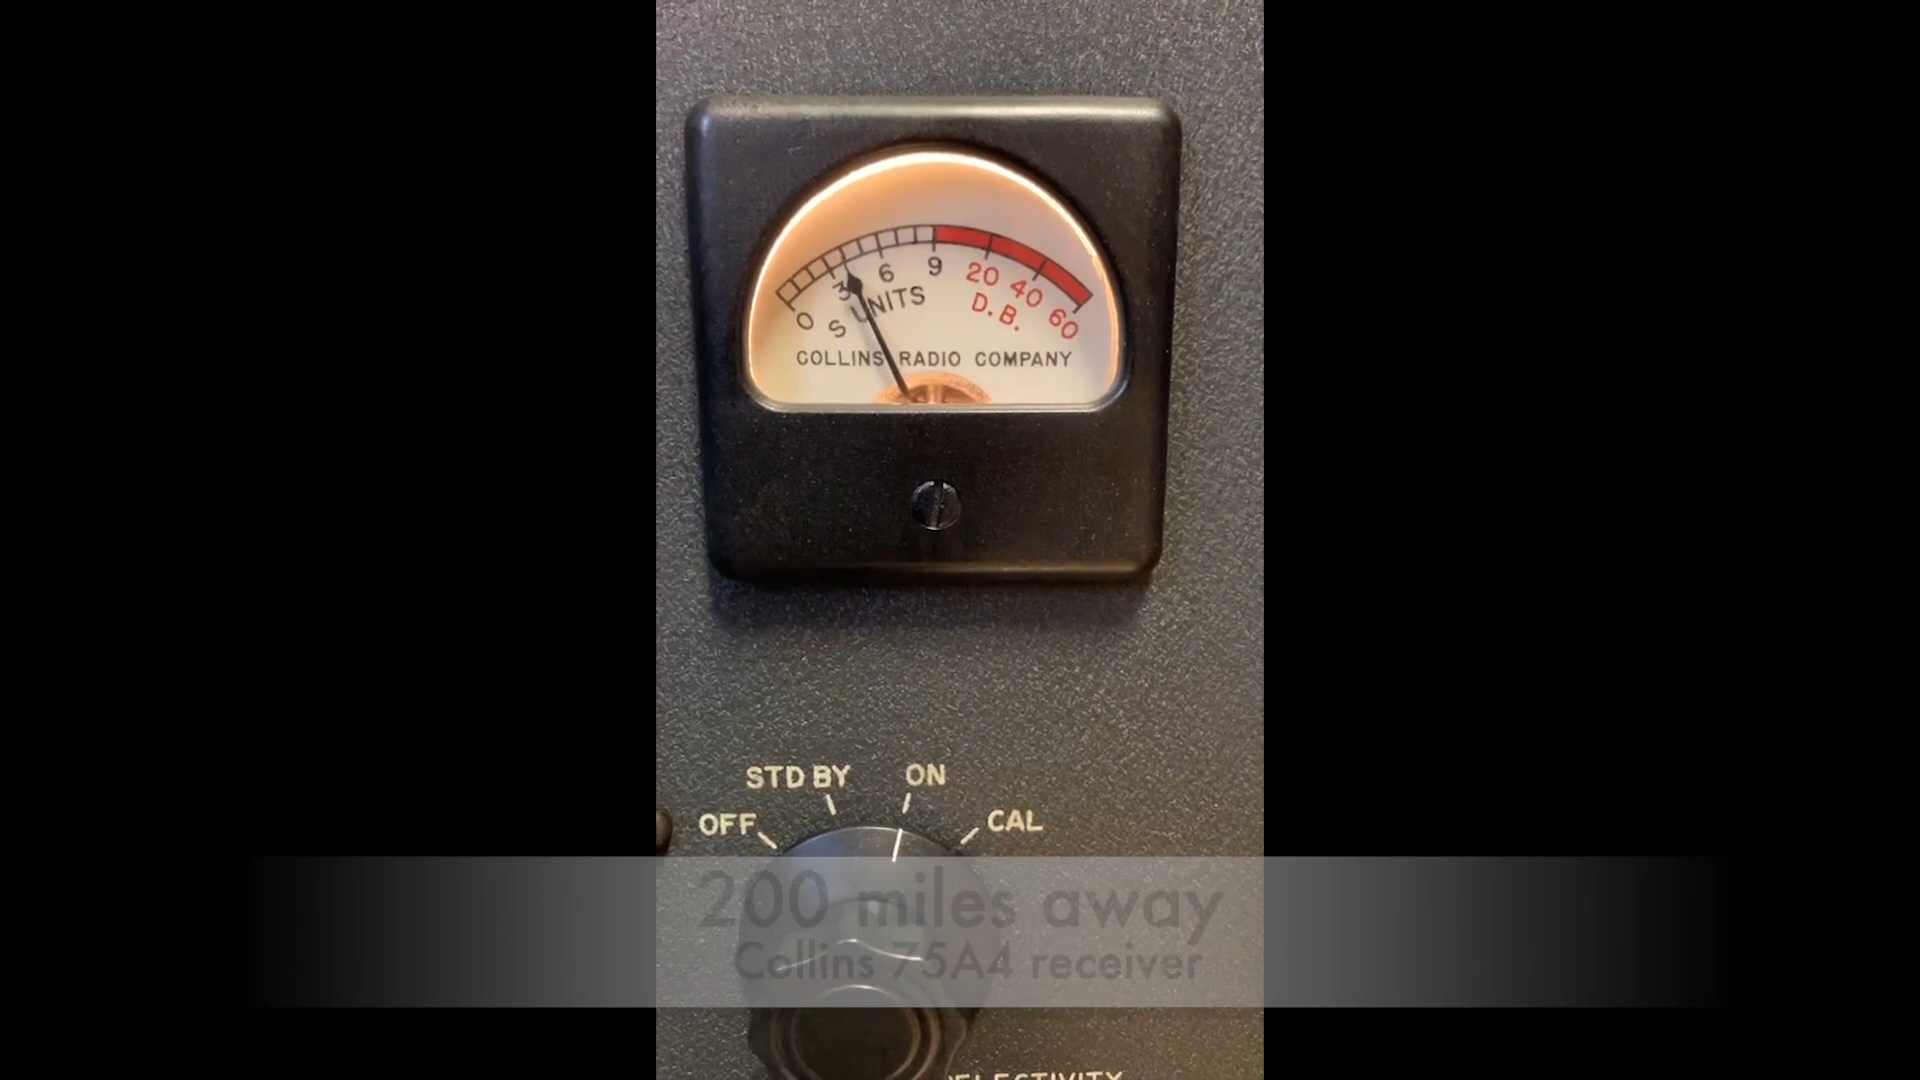 0 3 6 9 20 40 60
S UNITS D.B.
COLLINS RADIO COMPANY
STD BY ON
OFF CAL
200 miles away
Collins 75A4 receiver